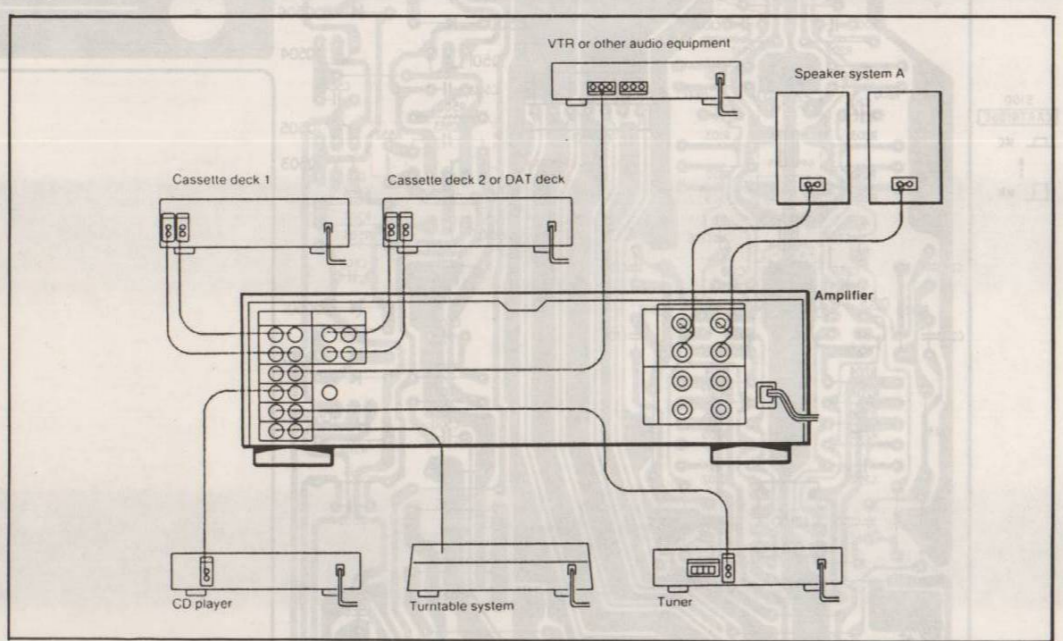 VTR or other audio equipment
Speaker system A
Cassette deck 1
Cassette deck 2 or DAT deck
Amplifier
CD player
Turntable system
Tuner